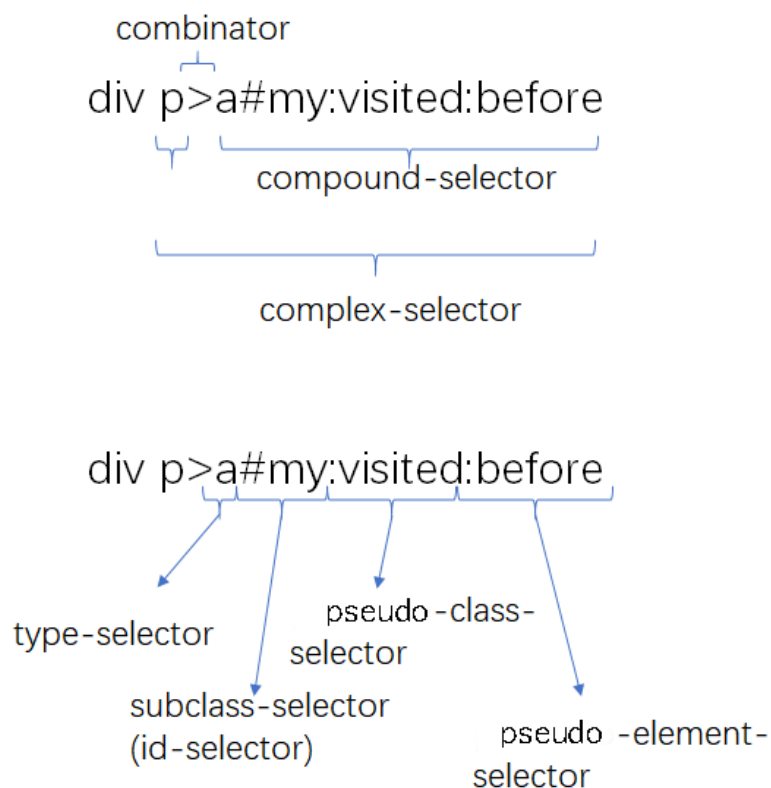 combinator
div p>a#my:visited:before
compound-selector
complex-selector
div p>a#my:visited:before
type-selector
pseudo-class-
selector
subclass-selector
(id-selector)
pseudo-element-
selector